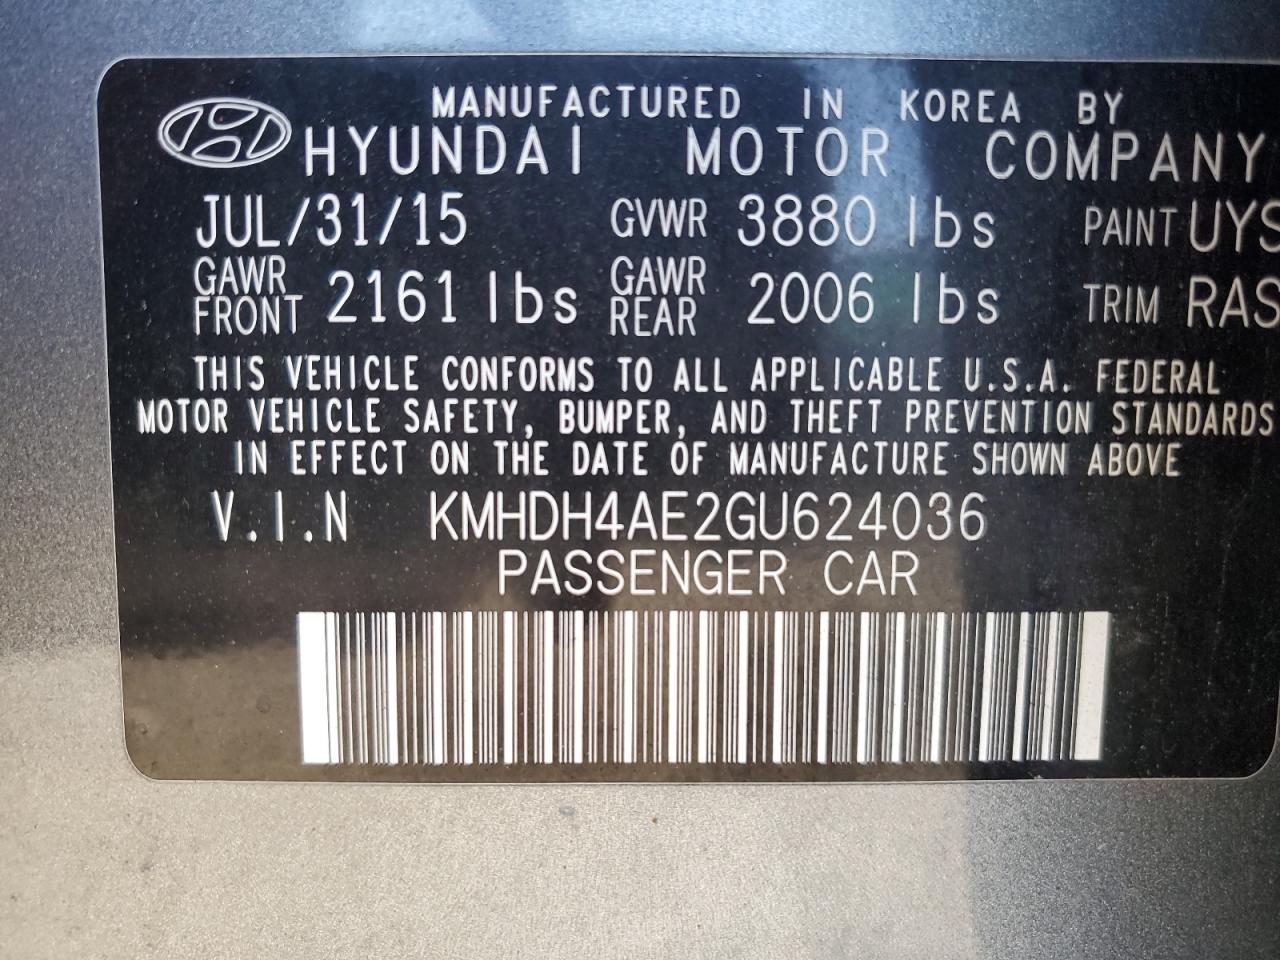 MANUFACTURED IN KOREA BY
HYUNDAI MOTOR COMPANY
JUL/31/15 GVWR 3880 lbs PAINT UYS
GAWR FRONT 2161 lbs GAWR REAR 2006 lbs TRIM RAS
THIS VEHICLE CONFORMS TO ALL APPLICABLE U.S.A. FEDERAL
MOTOR VEHICLE SAFETY, BUMPER, AND THEFT PREVENTION STANDARDS
IN EFFECT ON THE DATE OF MANUFACTURE SHOWN ABOVE
V.I.N KMHDH4AE2GU624036
PASSENGER CAR